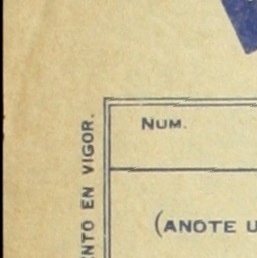 NUM.
(ANOTE U
NTO EN VIGOR.